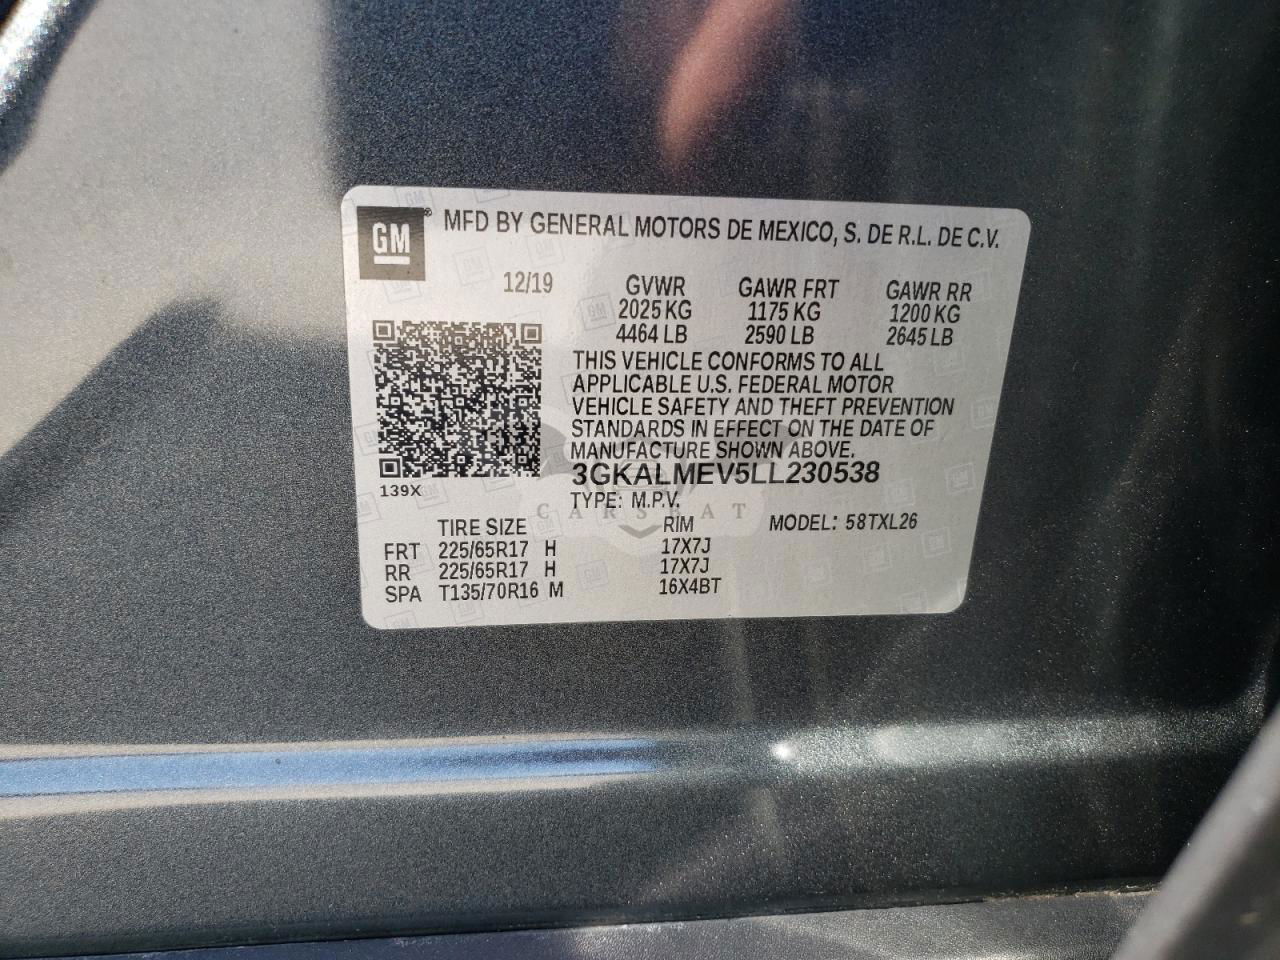 GM® MFD BY GENERAL MOTORS DE MEXICO, S. DE R.L. DE C.V.
12/19 GVWR GAWR FRT GAWR RR
2025 KG 1175 KG 1200 KG
4464 LB 2590 LB 2645 LB
THIS VEHICLE CONFORMS TO ALL
APPLICABLE U.S. FEDERAL MOTOR
VEHICLE SAFETY AND THEFT PREVENTION
STANDARDS IN EFFECT ON THE DATE OF
MANUFACTURE SHOWN ABOVE.
3GKALMEV5LL230538
139X
TYPE: M.P.V.
CARSBAT
TIRE SIZE RIM MODEL: 58TXL26
FRT 225/65R17 H 17X7J
RR 225/65R17 H 17X7J
SPA T135/70R16 M 16X4BT